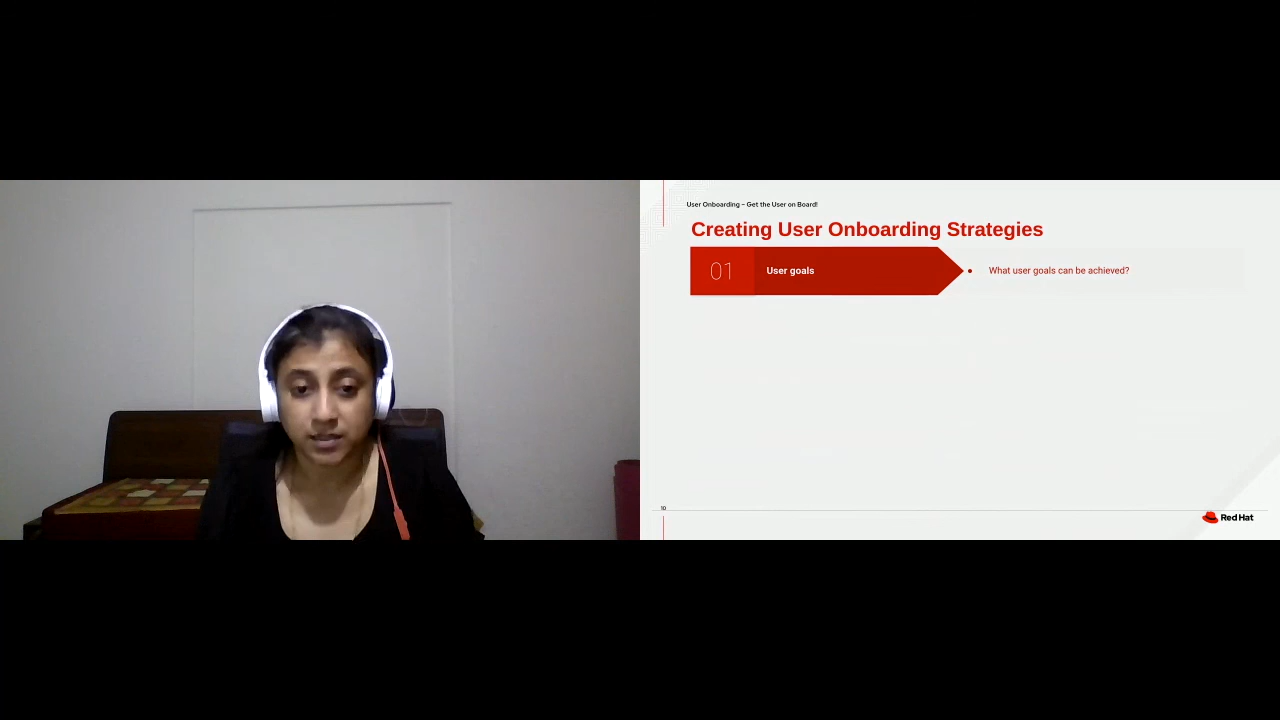 User Onboarding – Get the User on Board!
Creating User Onboarding Strategies
01 User goals
• What user goals can be achieved?
10
Red Hat